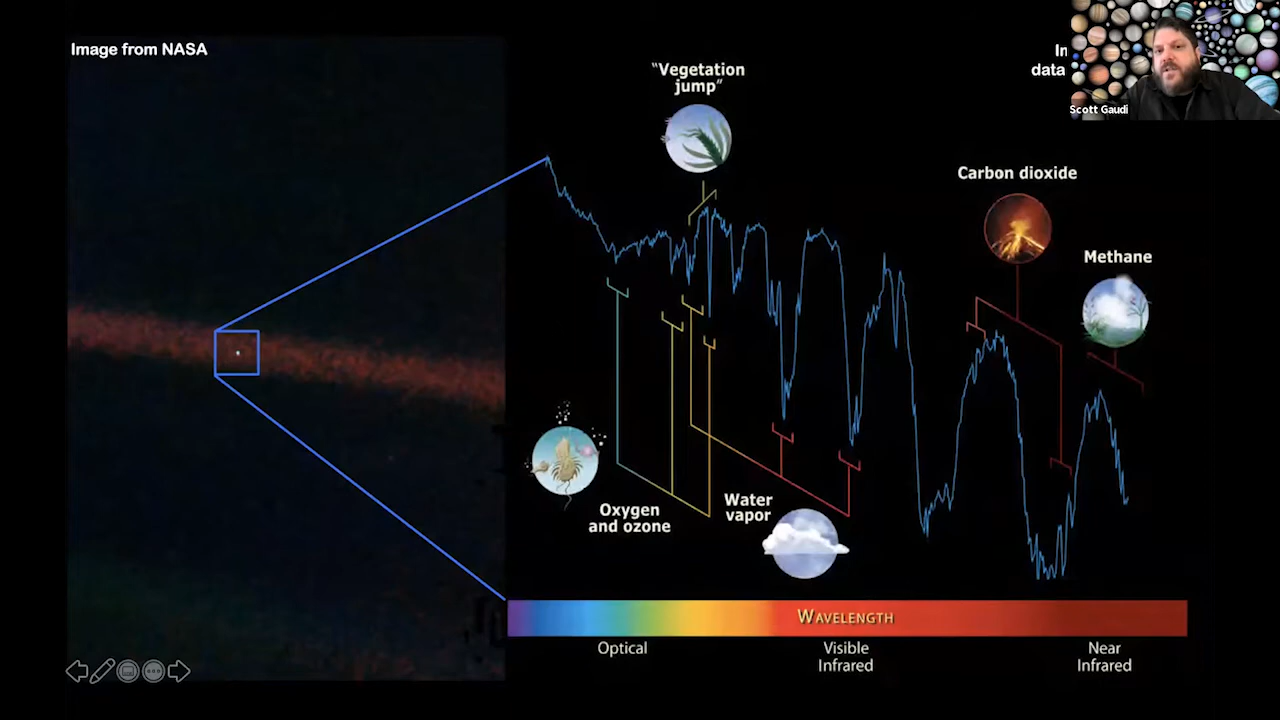 Image from NASA
In
data
Scott Gaudi
“Vegetation
jump”
Carbon dioxide
Methane
Oxygen
and ozone
Water
vapor
WAVELENGTH
Optical
Visible
Infrared
Near
Infrared